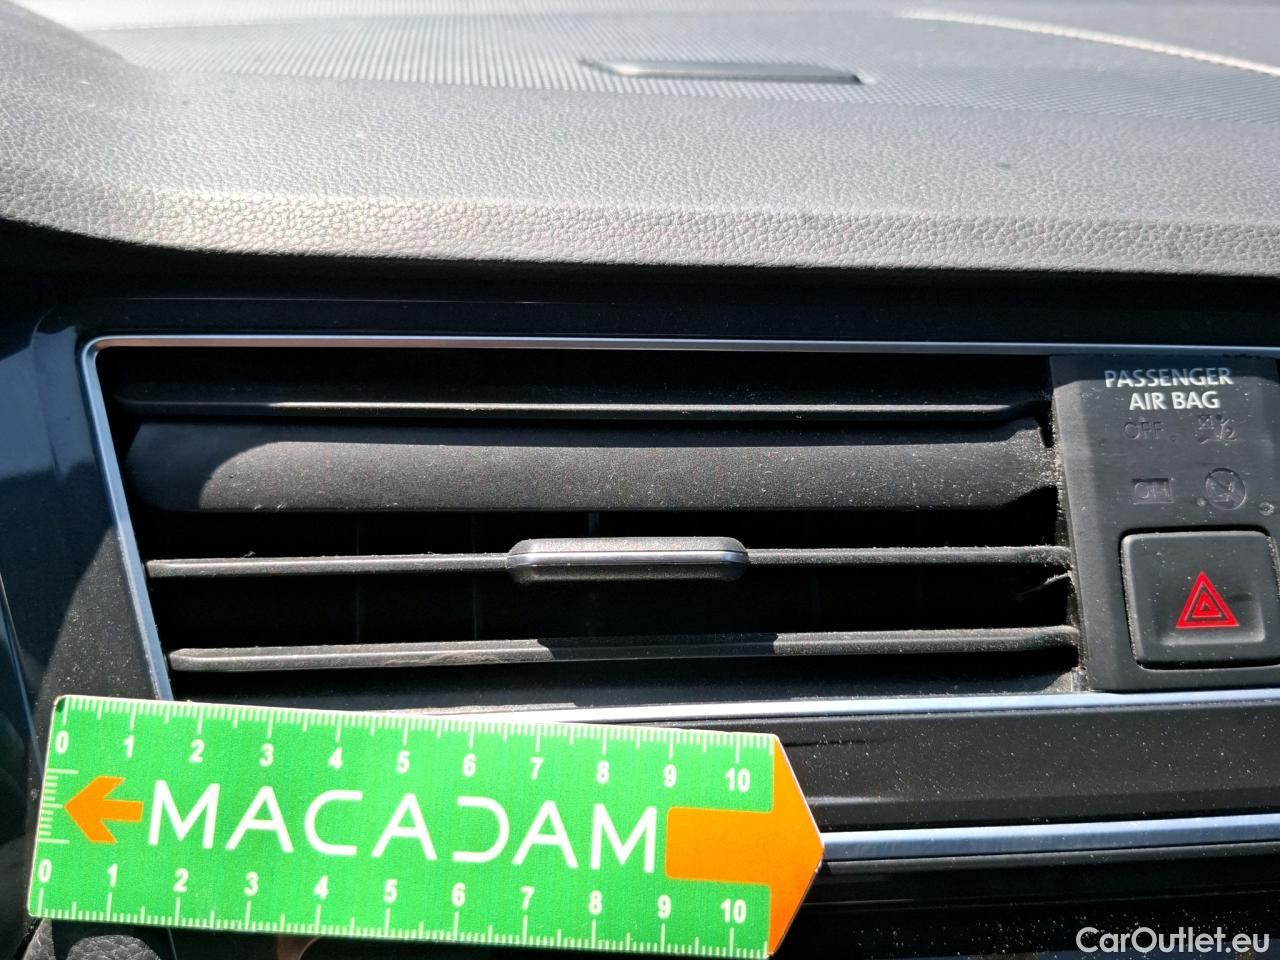 PASSENGER
AIR BAG
OFF
ON
0 1 2 3 4 5 6 7 8 9 10
MACADAM
0 1 2 3 4 5 6 7 8 9 10
CarOutlet.eu